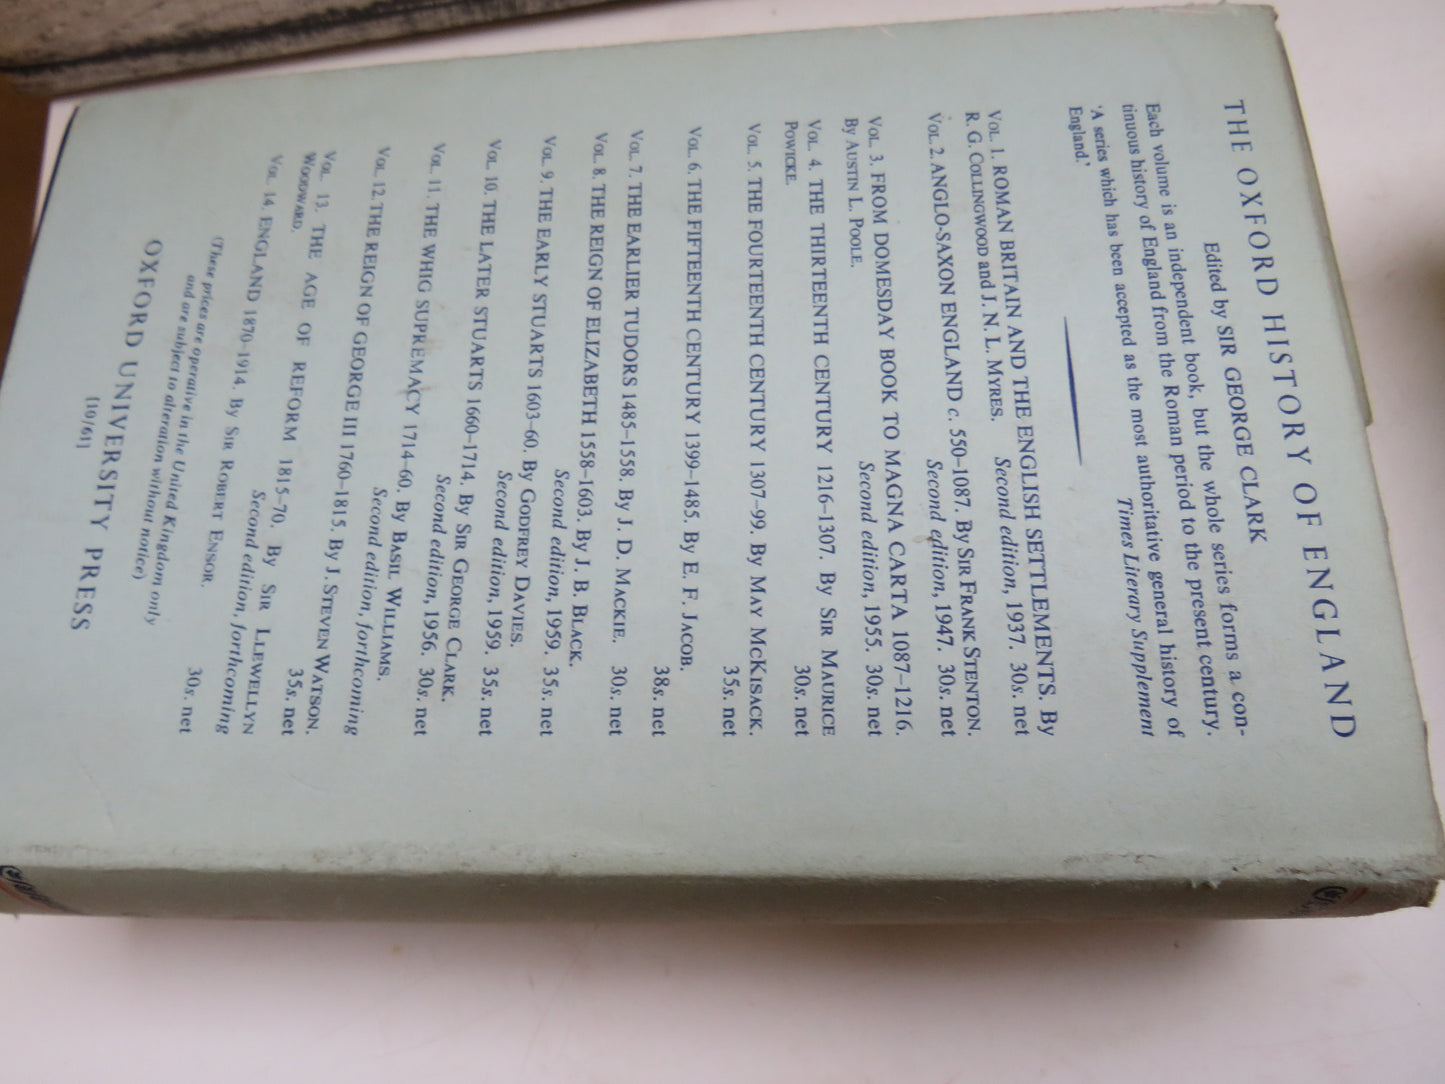 THE OXFORD HISTORY OF ENGLAND
Edited by SIR GEORGE CLARK
Each volume is an independent book, but the whole series forms a con-
tinuous history of England from the Roman period to the present century.
'A series which has been accepted as the most authoritative general history of
England.'
Times Literary Supplement
VOL. 1. ROMAN BRITAIN AND THE ENGLISH SETTLEMENTS. By
R. G. COLLINGWOOD and J. N. L. MYRES.
Second edition, 1937. 30s. net
VOL. 2. ANGLO-SAXON ENGLAND c. 550–1087. By SIR FRANK STENTON.
Second edition, 1947. 30s. net
VOL. 3. FROM DOMESDAY BOOK TO MAGNA CARTA 1087–1216.
By AUSTIN L. POOLE.
Second edition, 1955. 30s. net
VOL. 4. THE THIRTEENTH CENTURY 1216–1307. By SIR MAURICE
POWICKE.
30s. net
VOL. 5. THE FOURTEENTH CENTURY 1307–99. By MAY MCKISACK.
35s. net
VOL. 6. THE FIFTEENTH CENTURY 1399–1485. By E. F. JACOB.
38s. net
VOL. 7. THE EARLIER TUDORS 1485–1558. By J. D. MACKIE. 30s. net
VOL. 8. THE REIGN OF ELIZABETH 1558–1603. By J. B. BLACK.
Second edition, 1959. 35s. net
VOL. 9. THE EARLY STUARTS 1603–60. By GODFREY DAVIES.
Second edition, 1959. 35s. net
VOL. 10. THE LATER STUARTS 1660–1714. By SIR GEORGE CLARK.
Second edition, 1956. 30s. net
VOL. 11. THE WHIG SUPREMACY 1714–60. By BASIL WILLIAMS.
Second edition, forthcoming
VOL. 12. THE REIGN OF GEORGE III 1760–1815. By J. STEVEN WATSON.
35s. net
VOL. 13. THE AGE OF REFORM 1815–70. By SIR LLEWELLYN
WOODWARD.
Second edition, forthcoming
VOL. 14. ENGLAND 1870–1914. By SIR ROBERT ENSOR.
30s. net
(These prices are operative in the United Kingdom only
and are subject to alteration without notice)
OXFORD UNIVERSITY PRESS
[10/61]